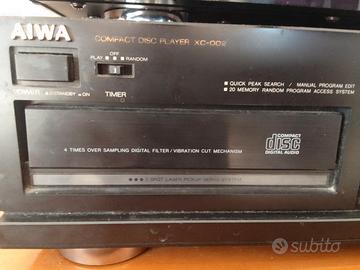 AIWA
COMPACT DISC PLAYER XC-002
OFF
PLAY RANDOM
POWER STANDBY ON
TIMER
QUICK PEAK SEARCH / MANUAL PROGRAM EDIT
20 MEMORY RANDOM PROGRAM ACCESS SYSTEM
4 TIMES OVER SAMPLING DIGITAL FILTER/VIBRATION CUT MECHANISM
COMPACT
disc
DIGITAL AUDIO
3 SPOT LASER PICKUP SERVO SYSTEM
subito